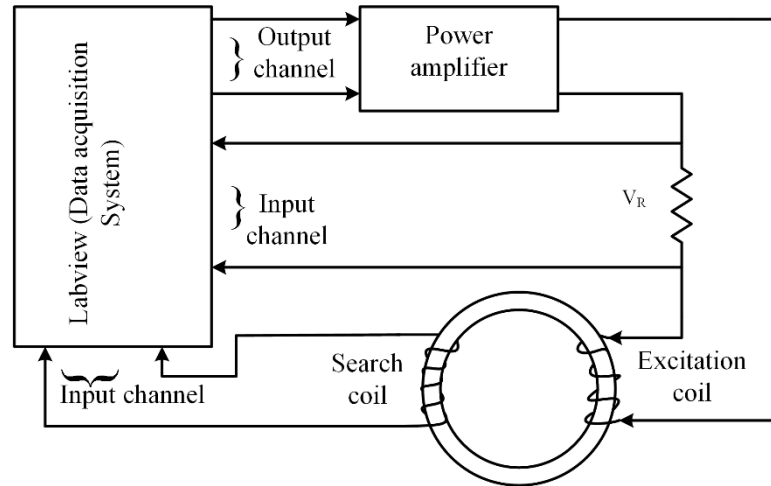 Labview (Data acquisition
System)
Output
channel
Power
amplifier
Input
channel
V_R
Search
coil
Excitation
coil
Input channel